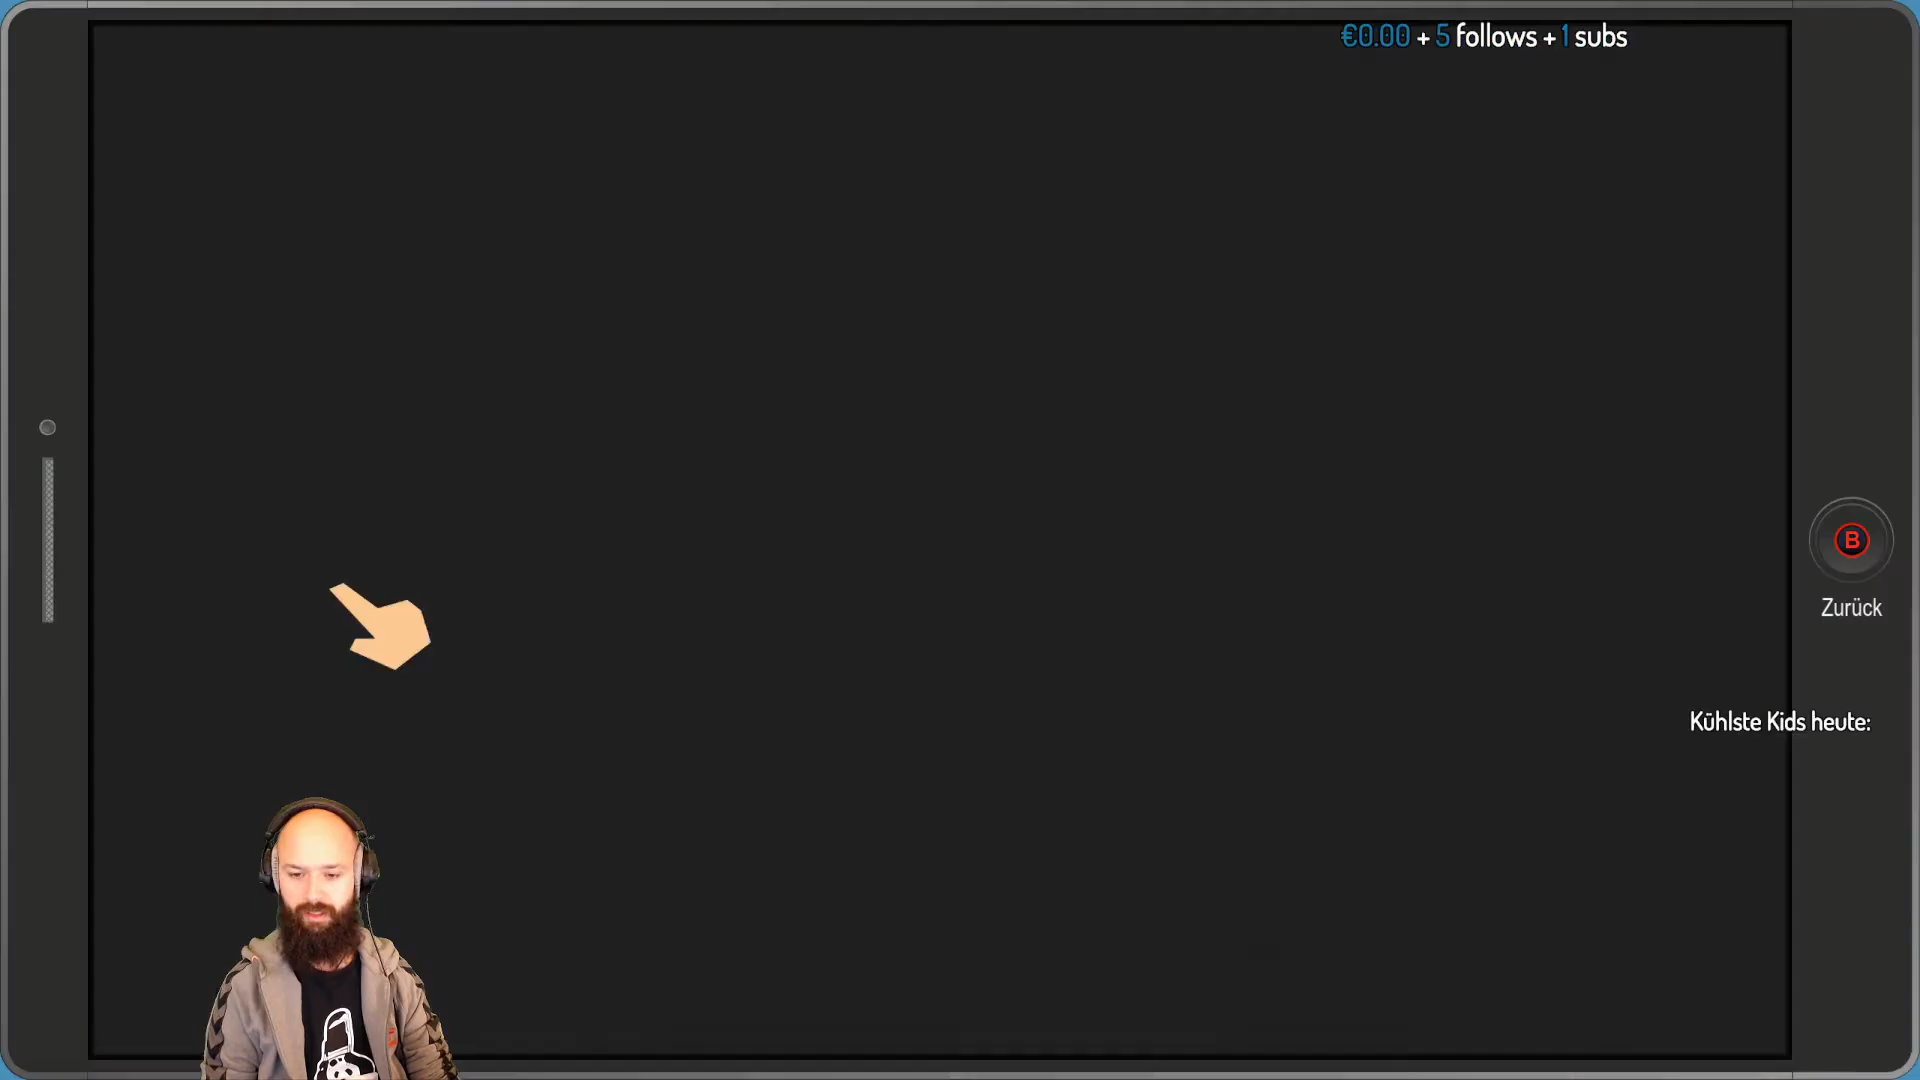 €0.00 + 5 follows + 1 subs
B
Zurück
Kühlste Kids heute: